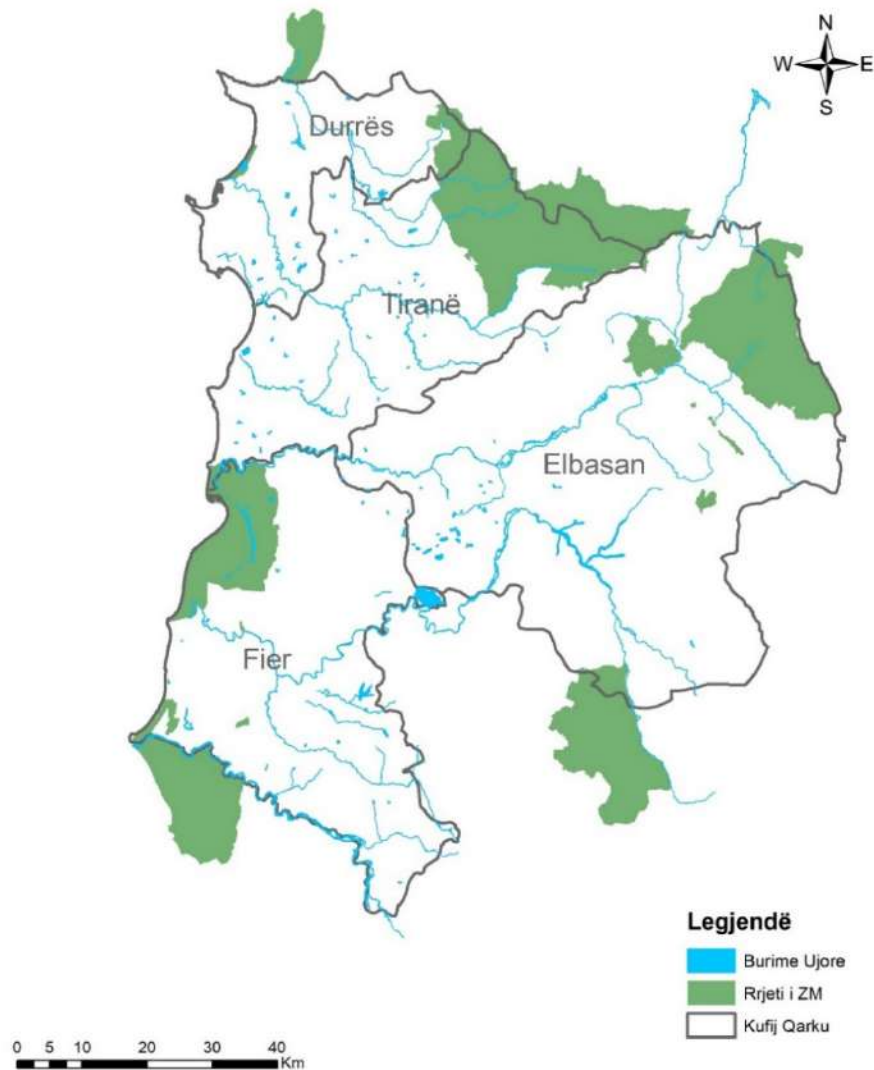 N
W E
S
Durrës
Tiranë
Elbasan
Fier
Legjendë
Burime Ujore
Rrjeti i ZM
Kufij Qarku
0 5 10 20 30 40
Km